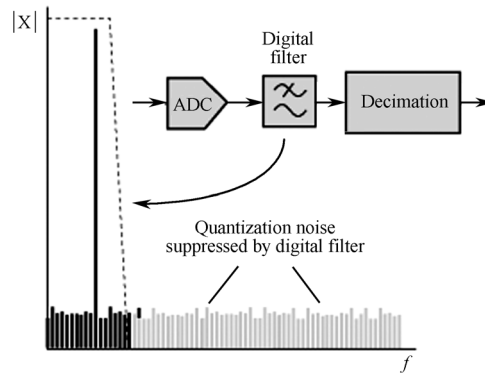 |X|
Digital
filter
ADC
Decimation
Quantization noise
suppressed by digital filter
f